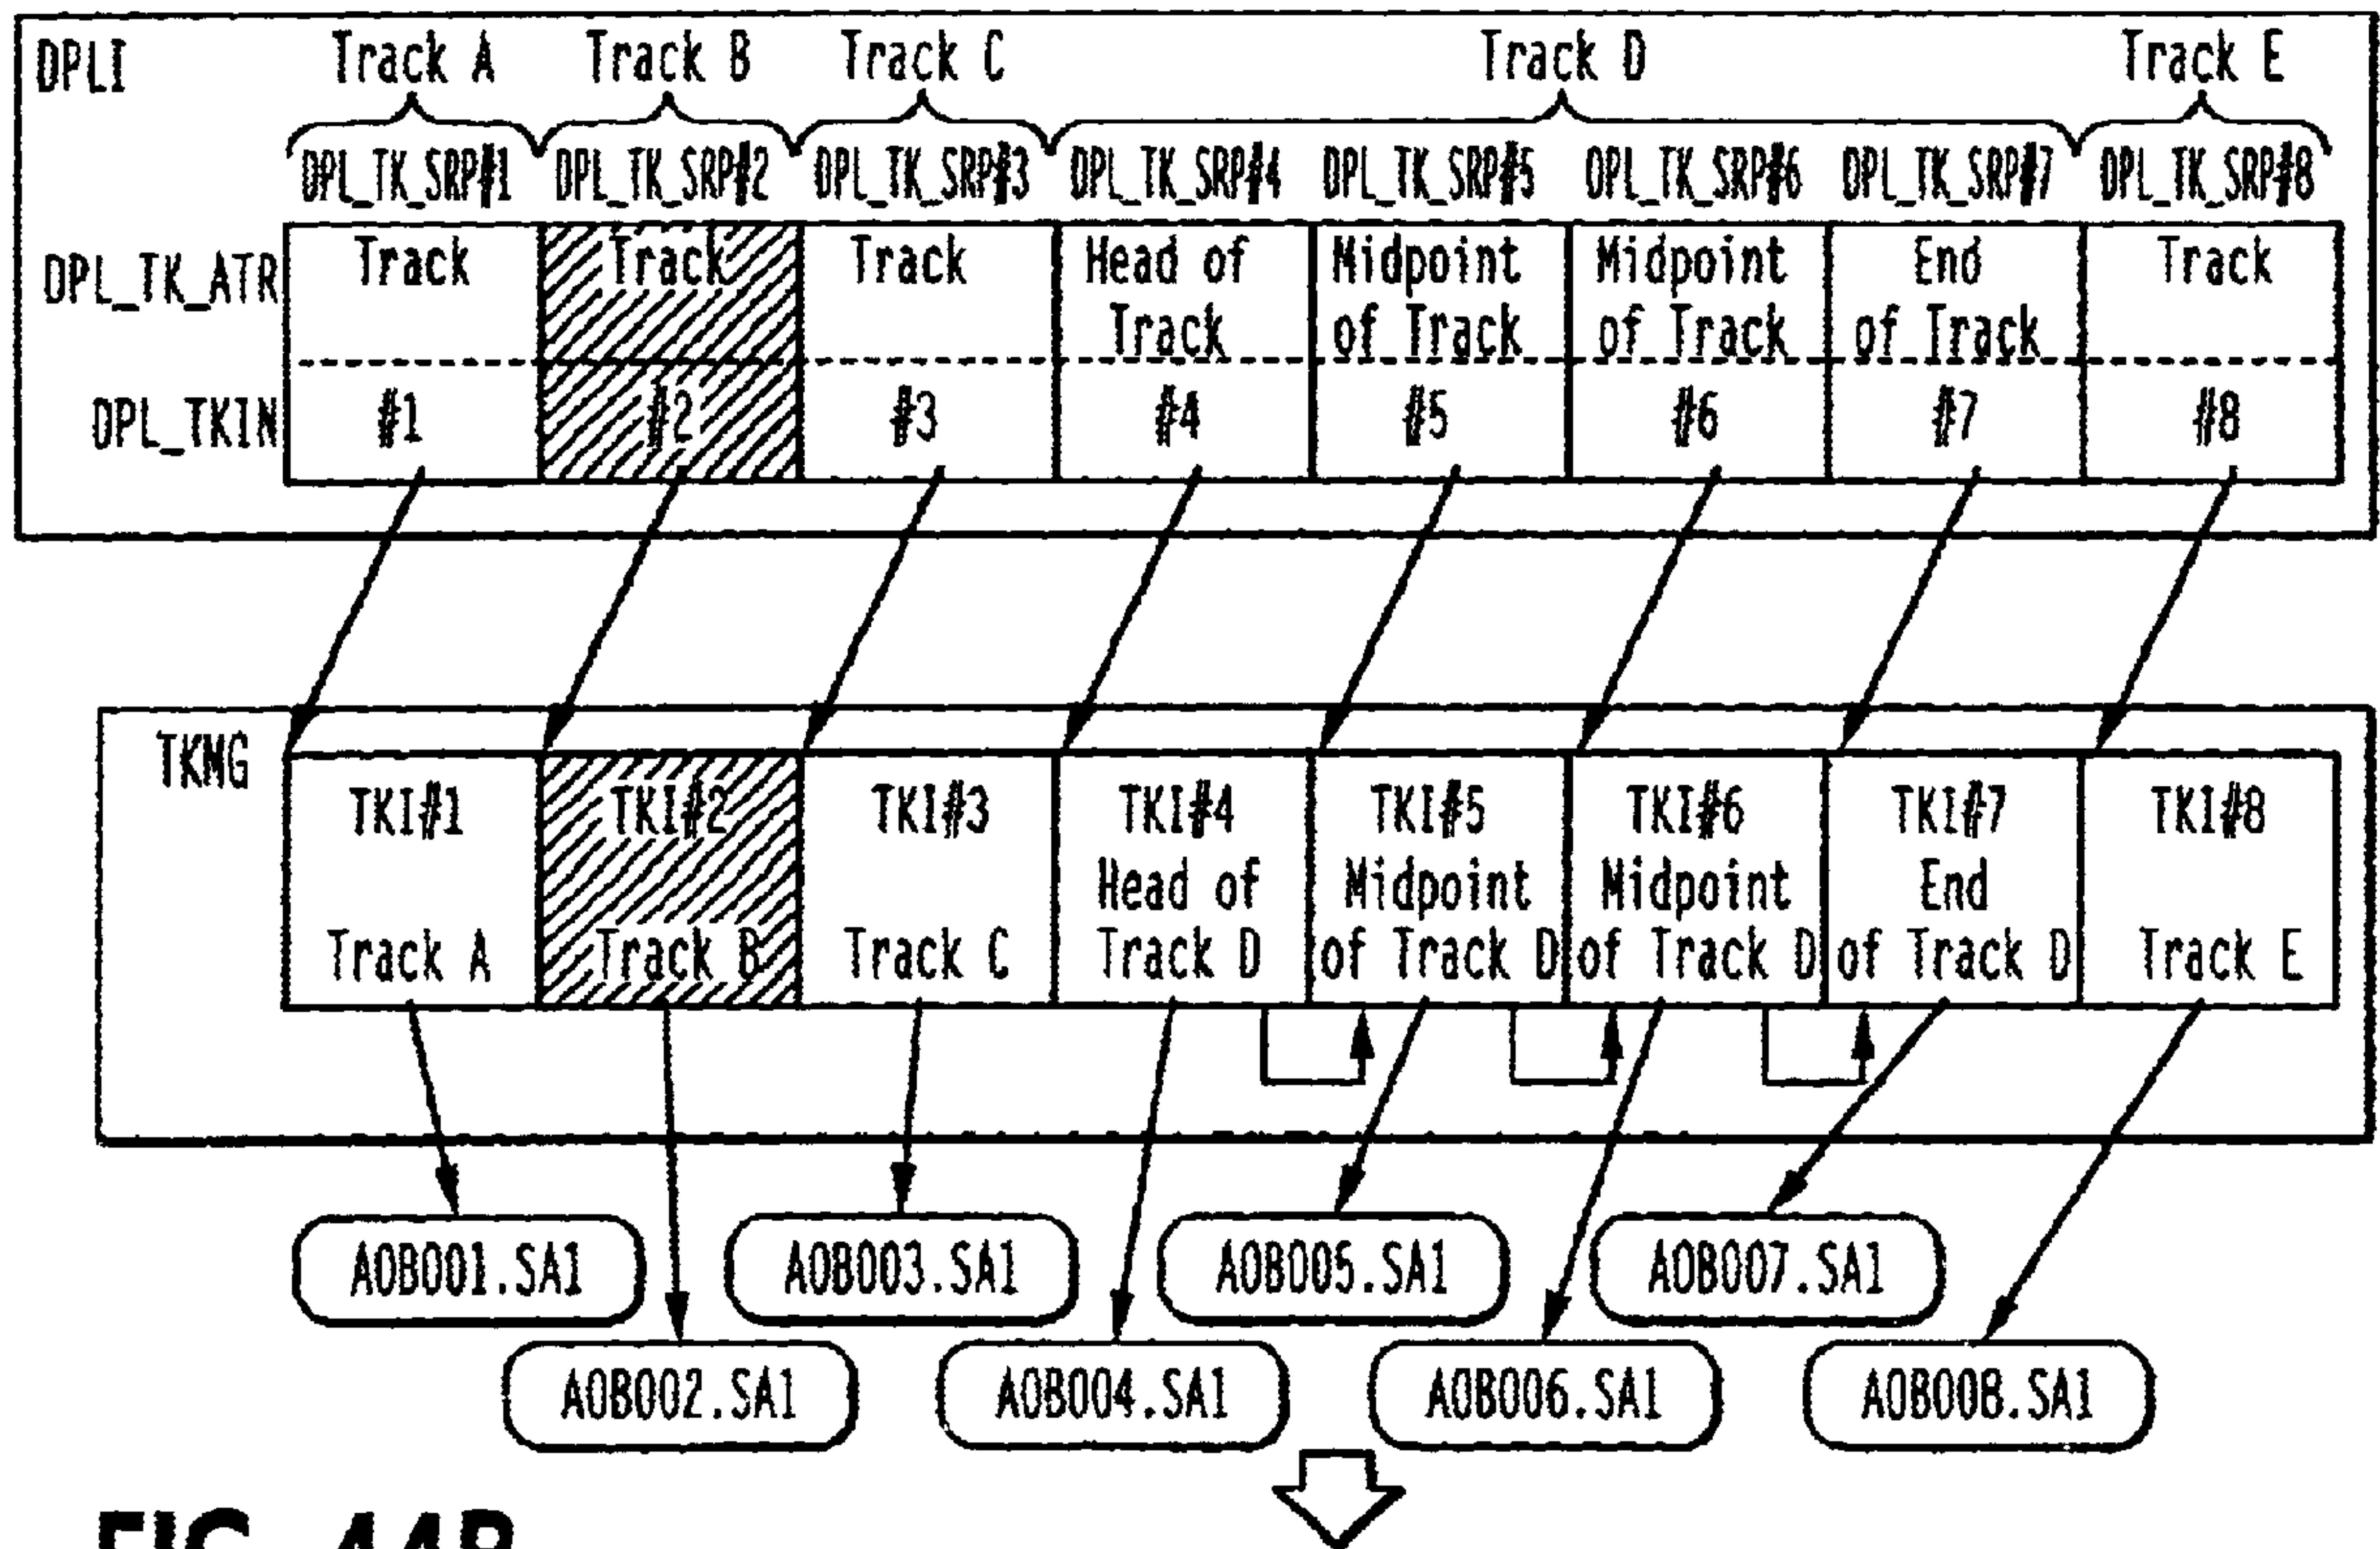 DPLI Track A Track B Track C Track D Track E
DPL_TK_SRP#1 DPL_TK_SRP#2 DPL_TK_SRP#3 DPL_TK_SRP#4 DPL_TK_SRP#5 DPL_TK_SRP#6 DPL_TK_SRP#7 DPL_TK_SRP#8
DPL_TK_ATR Track Track Track Head of Track Midpoint of Track Midpoint of Track End of Track Track
DPL_TKIN #1 #2 #3 #4 #5 #6 #7 #8
TKMG
TKI#1 TKI#2 TKI#3 TKI#4 TKI#5 TKI#6 TKI#7 TKI#8
Head of Midpoint Midpoint End
Track A Track B Track C Track D of Track D of Track D of Track D Track E
AOB001.SA1 AOB003.SA1 AOB005.SA1 AOB007.SA1
AOB002.SA1 AOB004.SA1 AOB006.SA1 AOB008.SA1
FIG. 44B